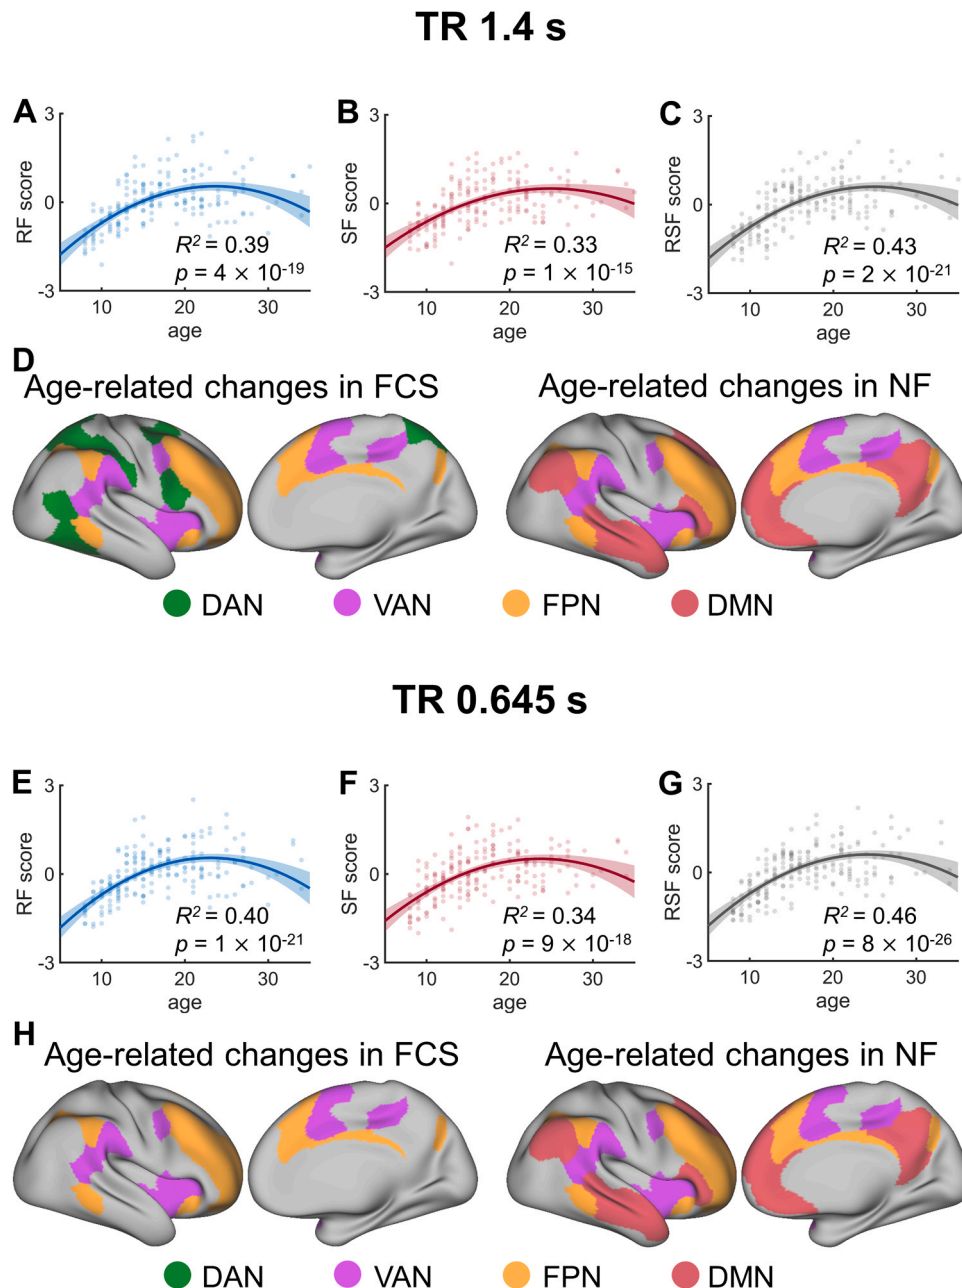 TR 1.4 s
A
B
C
3
0
-3
RF score
R² = 0.39
p = 4 × 10⁻¹⁹
10
20
30
age
3
0
-3
SF score
R² = 0.33
p = 1 × 10⁻¹⁵
10
20
30
age
3
0
-3
RSF score
R² = 0.43
p = 2 × 10⁻²¹
10
20
30
age
D
Age-related changes in FCS
Age-related changes in NF
DAN
VAN
FPN
DMN
TR 0.645 s
E
F
G
3
0
-3
RF score
R² = 0.40
p = 1 × 10⁻²¹
10
20
30
age
3
0
-3
SF score
R² = 0.34
p = 9 × 10⁻¹⁸
10
20
30
age
3
0
-3
RSF score
R² = 0.46
p = 8 × 10⁻²⁶
10
20
30
age
H
Age-related changes in FCS
Age-related changes in NF
DAN
VAN
FPN
DMN